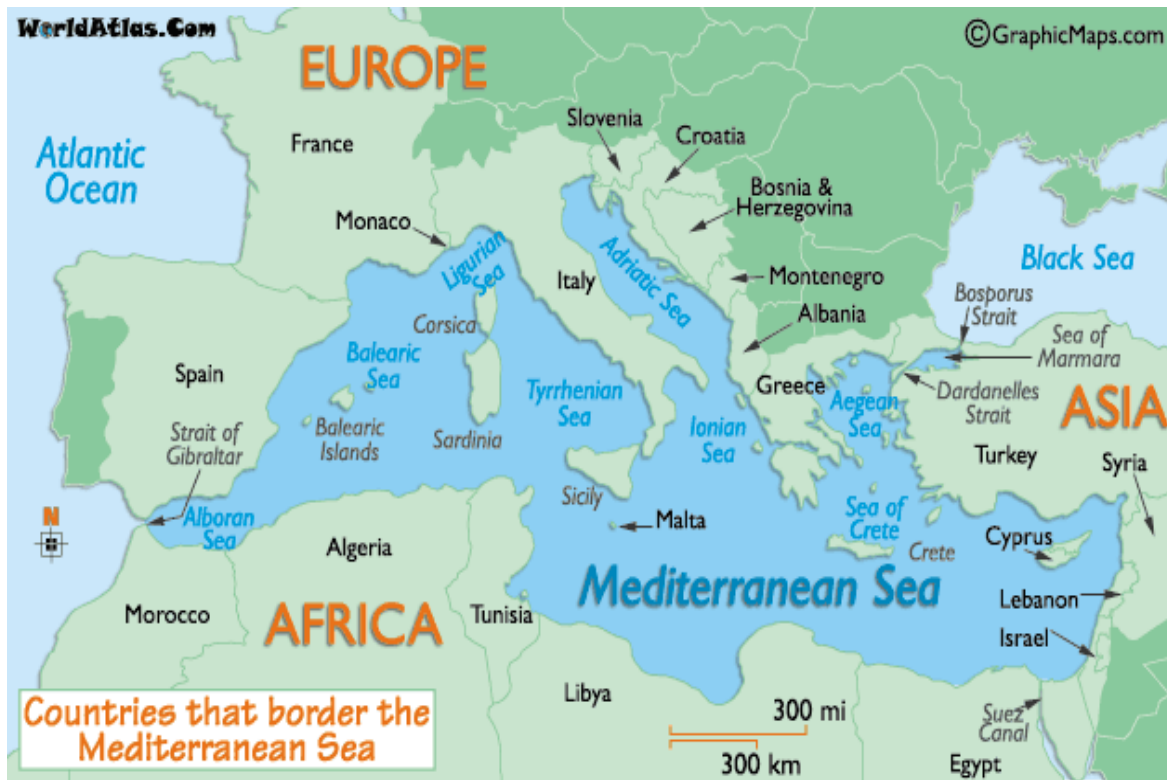 WorldAtlas.Com
©GraphicMaps.com
EUROPE
Atlantic
Ocean
France
Slovenia
Croatia
Bosnia &
Herzegovina
Monaco
Ligurian
Sea
Adriatic Sea
Italy
Montenegro
Albania
Black Sea
Bosporus
Strait
Sea of
Marmara
Corsica
Balearic
Sea
Spain
Tyrrhenian
Sea
Greece
Aegean
Sea
Dardanelles
Strait
ASIA
Strait of
Gibraltar
Balearic
Islands
Sardinia
Ionian
Sea
Turkey
Syria
Sicily
N
Alboran
Sea
Malta
Sea of
Crete
Crete
Cyprus
Algeria
Mediterranean Sea
Lebanon
Morocco
AFRICA
Tunisia
Israel
Libya
Suez
Canal
Egypt
300 mi
300 km
Countries that border the
Mediterranean Sea